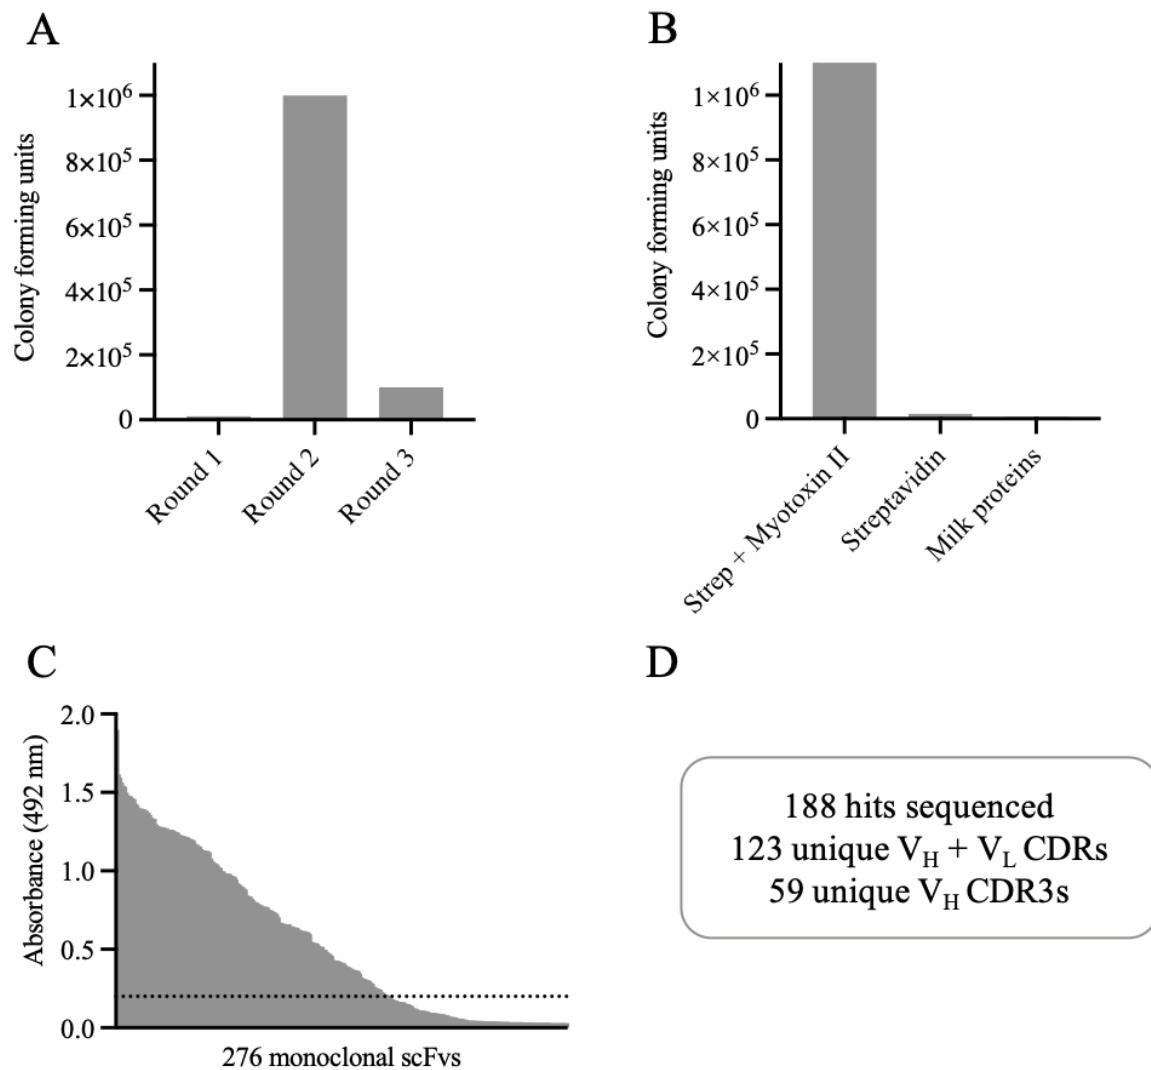 A
Colony forming units
1×10⁶
8×10⁵
6×10⁵
4×10⁵
2×10⁵
0
Round 1
Round 2
Round 3
B
Colony forming units
1×10⁶
8×10⁵
6×10⁵
4×10⁵
2×10⁵
0
Strep + Myotoxin II
Streptavidin
Milk proteins
C
Absorbance (492 nm)
2.0
1.5
1.0
0.5
0.0
276 monoclonal scFvs
D
188 hits sequenced
123 unique V_H + V_L CDRs
59 unique V_H CDR3s